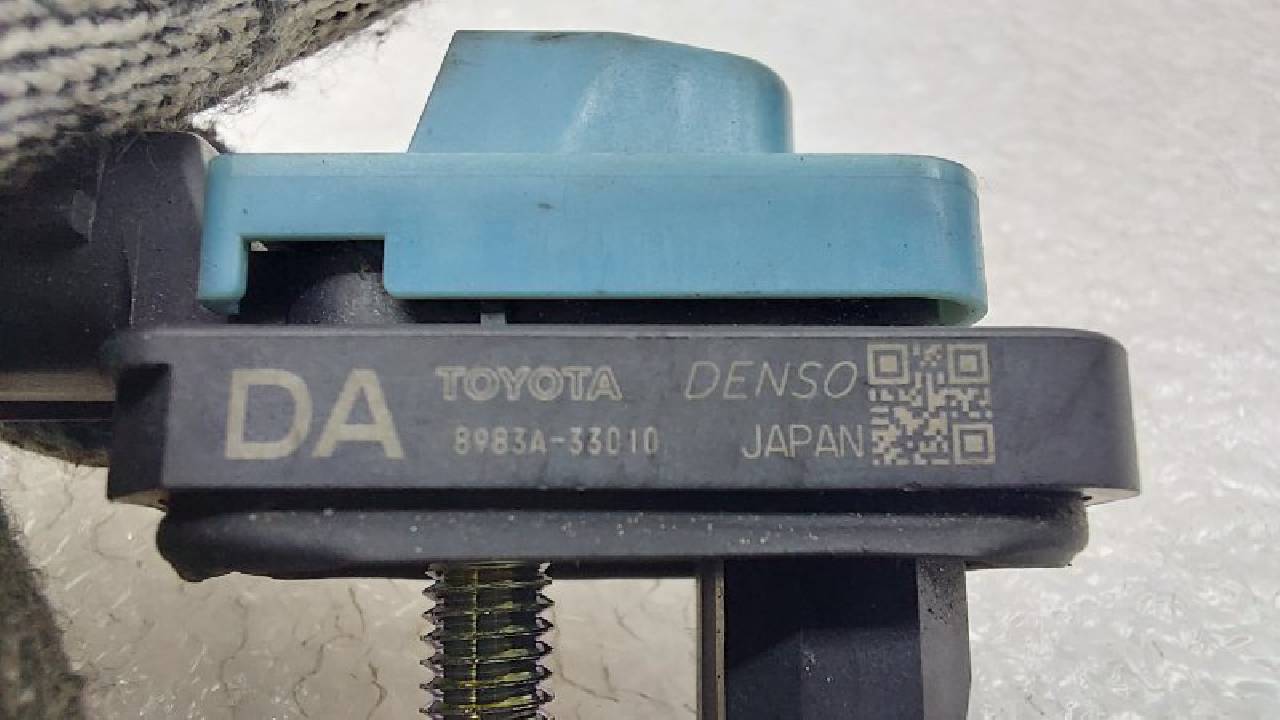 DA TOYOTA DENSO
8983A-33010 JAPAN